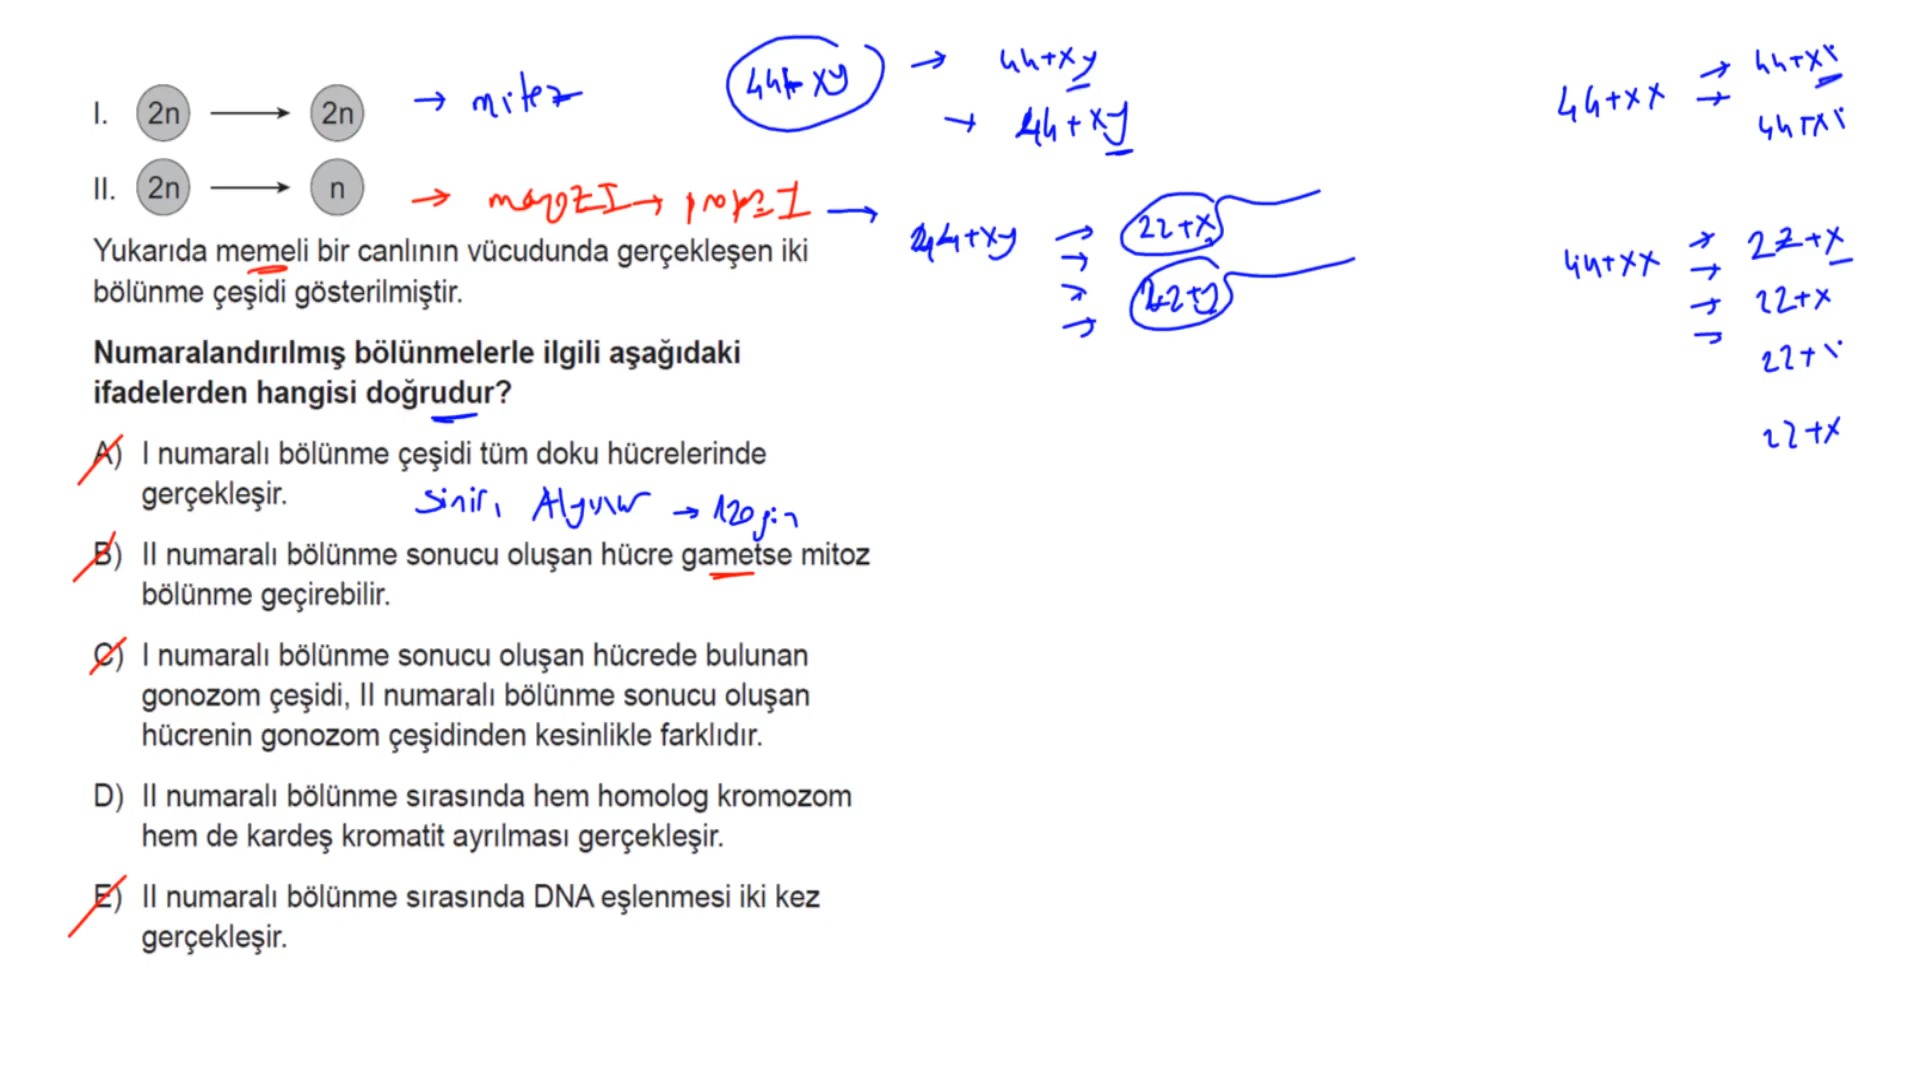 I. 2n → 2n → mitoz
II. 2n → n → mayoz I → profaz I →
Yukarıda memeli bir canlının vücudunda gerçekleşen iki
bölünme çeşidi gösterilmiştir.
Numaralandırılmış bölünmelerle ilgili aşağıdaki
ifadelerden hangisi doğrudur?
A) I numaralı bölünme çeşidi tüm doku hücrelerinde
gerçekleşir.
Sinir, Alyuvar → 120 gün
B) II numaralı bölünme sonucu oluşan hücre gametse mitoz
bölünme geçirebilir.
C) I numaralı bölünme sonucu oluşan hücrede bulunan
gonozom çeşidi, II numaralı bölünme sonucu oluşan
hücrenin gonozom çeşidinden kesinlikle farklıdır.
D) II numaralı bölünme sırasında hem homolog kromozom
hem de kardeş kromatit ayrılması gerçekleşir.
E) II numaralı bölünme sırasında DNA eşlenmesi iki kez
gerçekleşir.
44+xy → 44+xy
→ 44+xy
44+xy → 22+x
→ 22+y
44+xx → 44+xx
→ 44+xx
44+xx → 22+x
→ 22+x
22+x
22+x